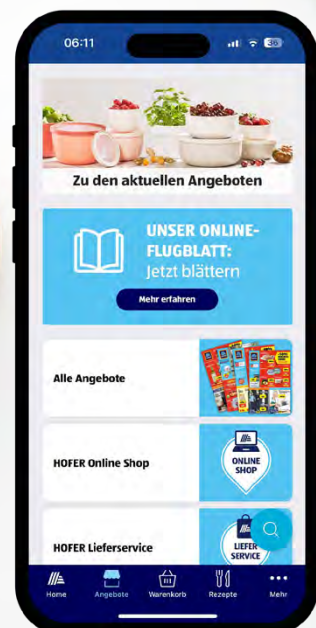 06:11
36
Zu den aktuellen Angeboten
UNSER ONLINE-
FLUGBLATT:
Jetzt blättern
Mehr erfahren
Alle Angebote
HOFER Online Shop
ONLINE
SHOP
HOFER Lieferservice
LIEFER
SERVICE
Home
Angebote
Warenkorb
Rezepte
Mehr